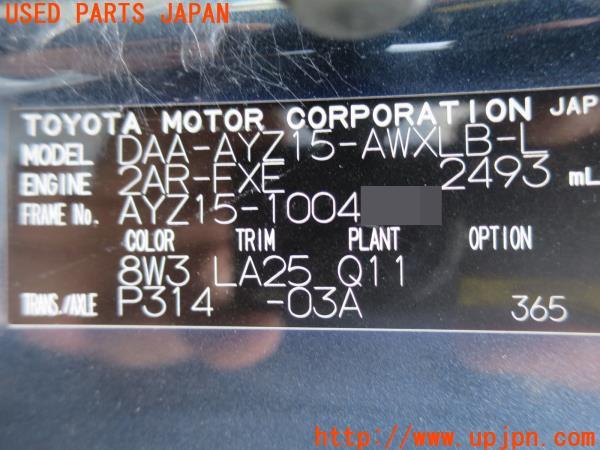 USED PARTS JAPAN
TOYOTA MOTOR CORPORATION JAP
MODEL DAA-AYZ15-AWXLB-L
ENGINE 2AR-FXE 2493 mL
FRAME No. AYZ15-1004
COLOR TRIM PLANT OPTION
8W3 LA25 Q11
TRANS./AXLE P314 -03A 365
http://www.upjpn.com/